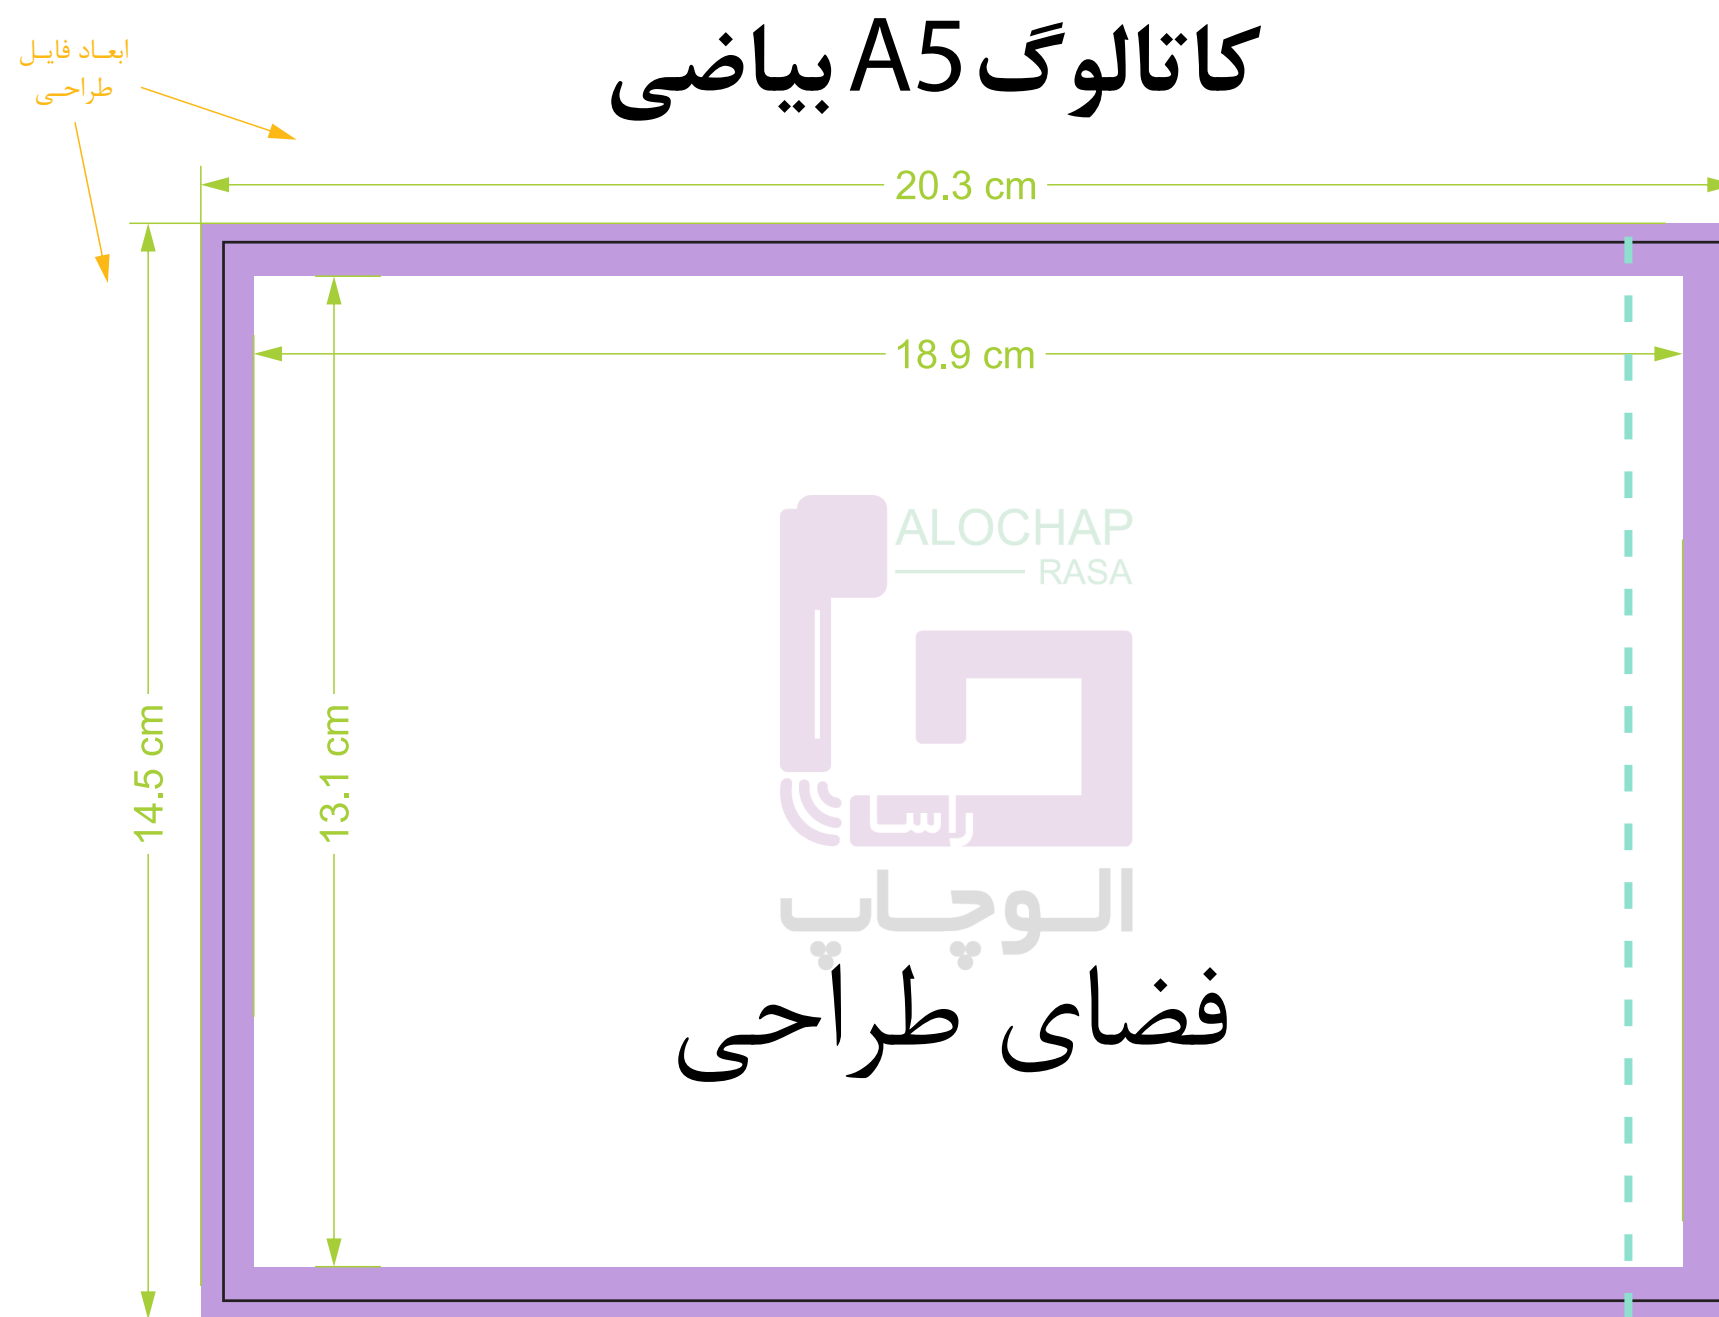 کاتالوگ A5 بیاضی
ابعاد فایل
طراحی
20.3 cm
18.9 cm
14.5 cm
13.1 cm
ALOCHAP
RASA
راسا
الوچاپ
فضای طراحی